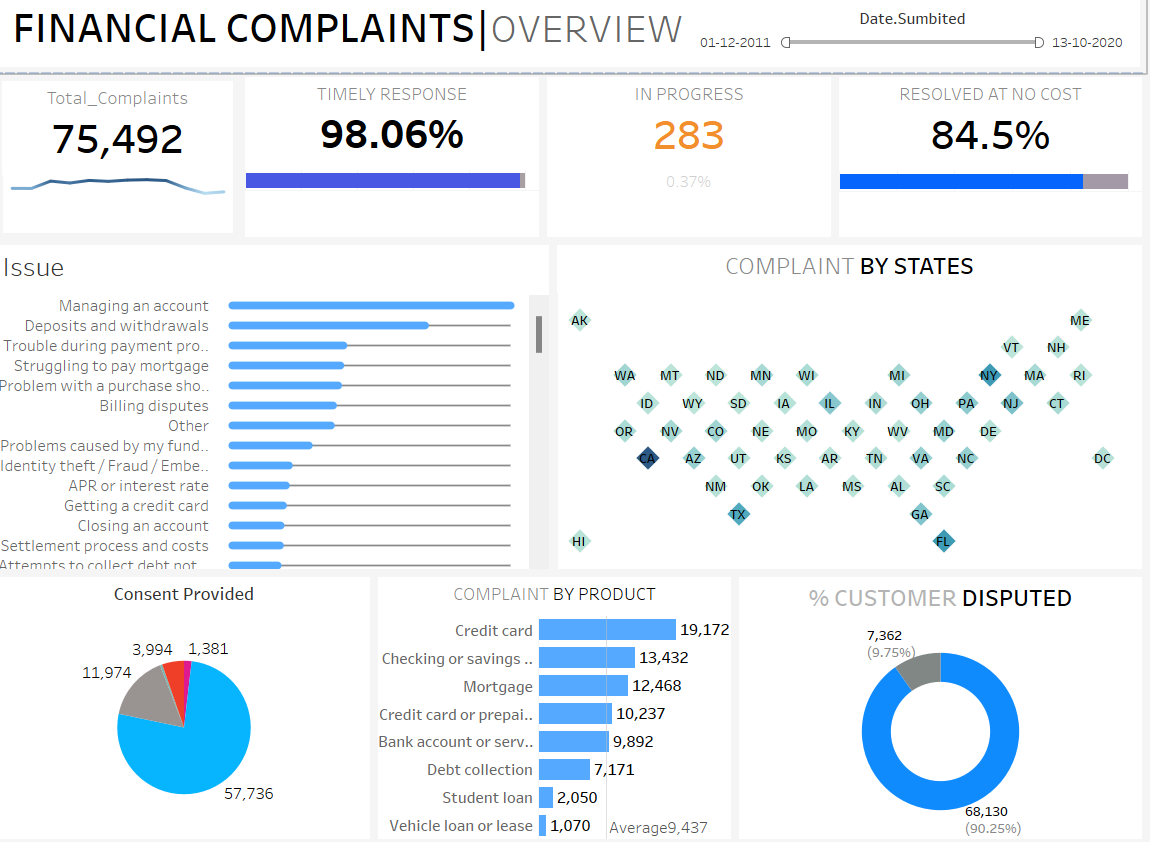 FINANCIAL COMPLAINTS|OVERVIEW
Date.Sumbited
01-12-2011 13-10-2020
Total_Complaints
75,492
TIMELY RESPONSE
98.06%
IN PROGRESS
283
0.37%
RESOLVED AT NO COST
84.5%
Issue
Managing an account
Deposits and withdrawals
Trouble during payment pro..
Struggling to pay mortgage
Problem with a purchase sho..
Billing disputes
Other
Problems caused by my fund..
Identity theft / Fraud / Embe..
APR or interest rate
Getting a credit card
Closing an account
Settlement process and costs
Attempts to collect debt not..
COMPLAINT BY STATES
AK ME
VT NH
WA MT ND MN WI MI NY MA RI
ID WY SD IA IL IN OH PA NJ CT
OR NV CO NE MO KY WV MD DE
CA AZ UT KS AR TN VA NC DC
NM OK LA MS AL SC
TX GA
HI FL
Consent Provided
3,994 1,381
11,974
57,736
COMPLAINT BY PRODUCT
Credit card 19,172
Checking or savings .. 13,432
Mortgage 12,468
Credit card or prepai.. 10,237
Bank account or serv.. 9,892
Debt collection 7,171
Student loan 2,050
Vehicle loan or lease 1,070
Average9,437
% CUSTOMER DISPUTED
7,362
(9.75%)
68,130
(90.25%)